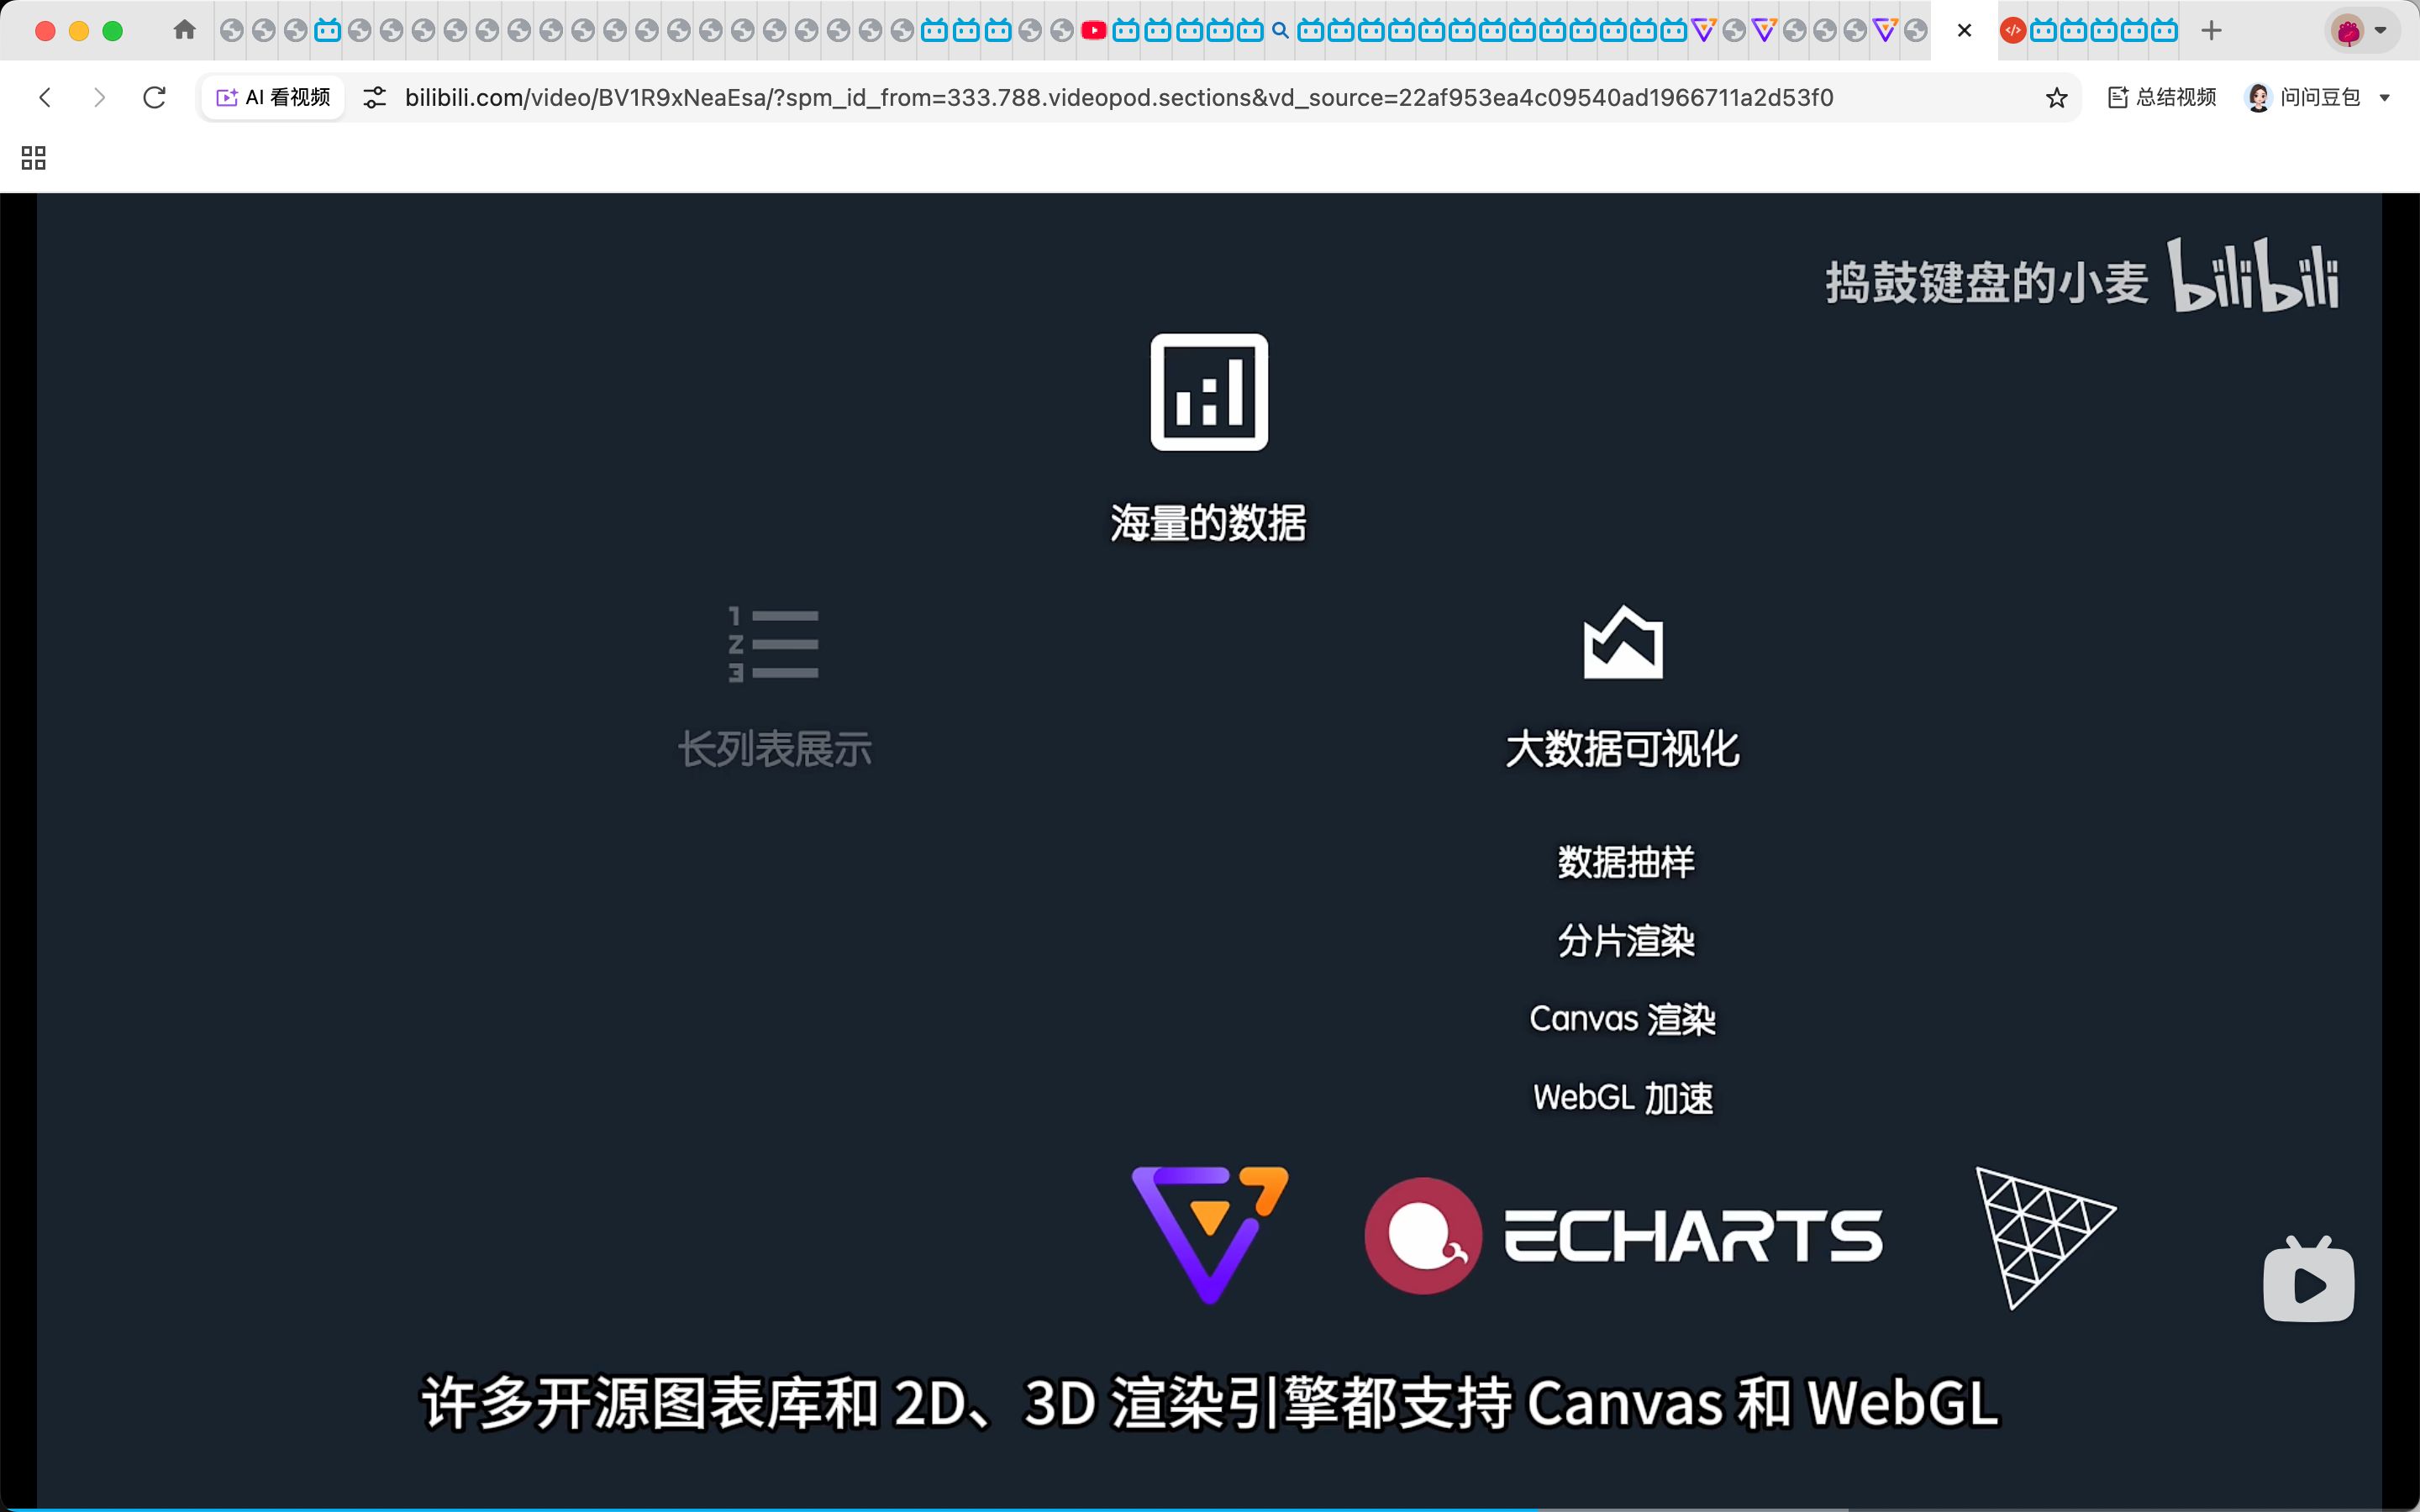 AI 看视频
bilibili.com/video/BV1R9xNeaEsa/?spm_id_from=333.788.videopod.sections&vd_source=22af953ea4c09540ad1966711a2d53f0
总结视频
问问豆包
捣鼓键盘的小麦 bilibili
海量的数据
1
2
3
长列表展示
大数据可视化
数据抽样
分片渲染
Canvas 渲染
WebGL 加速
ECHARTS
许多开源图表库和 2D、3D 渲染引擎都支持 Canvas 和 WebGL